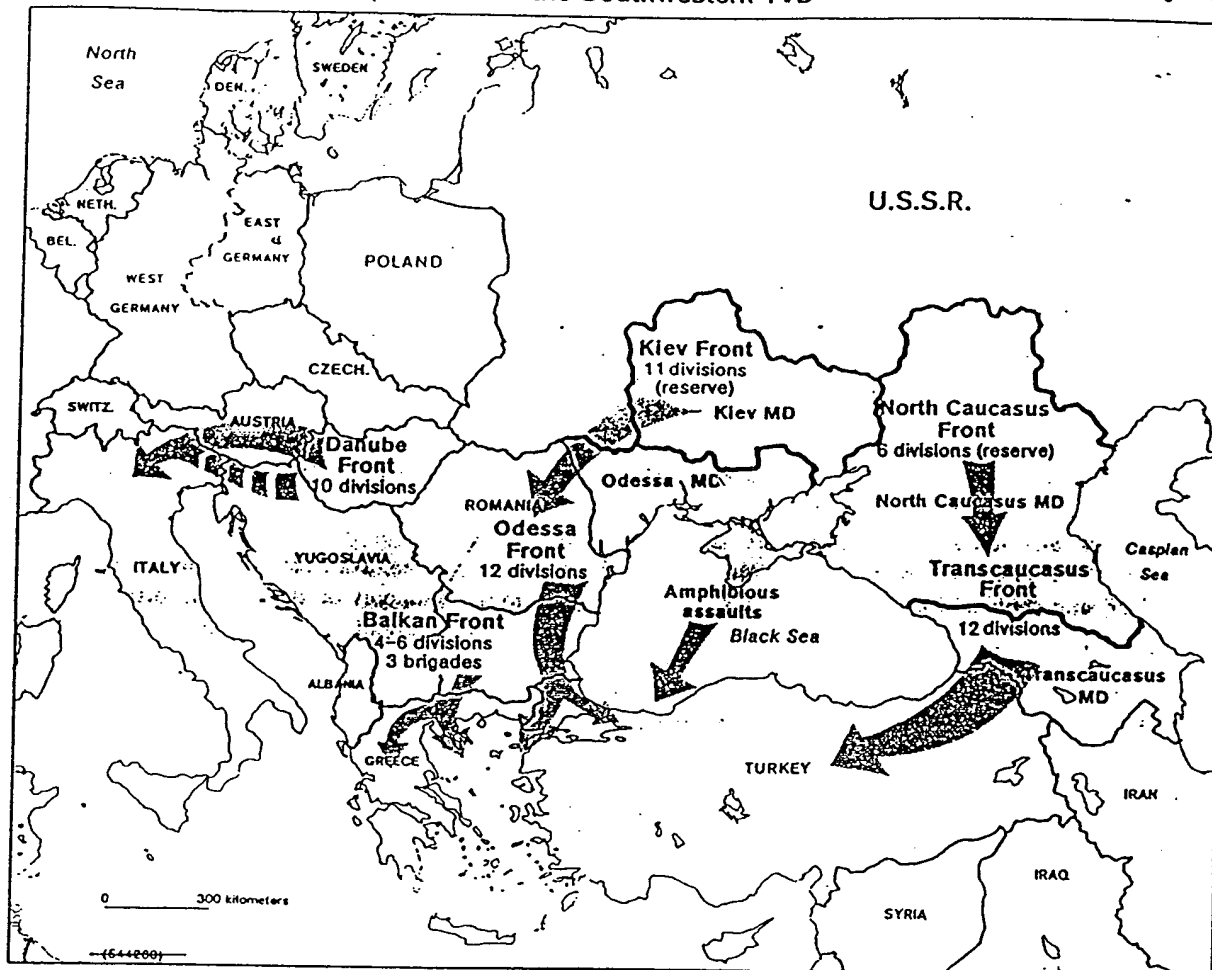 the Southwestern TVD
North
Sea
SWEDEN
DEN.
NETH.
BEL.
EAST
GERMANY
WEST
GERMANY
POLAND
U.S.S.R.
CZECH.
SWITZ.
AUSTRIA
Danube
Front
10 divisions
Kiev Front
11 divisions
(reserve)
Kiev MD
North Caucasus
Front
6 divisions (reserve)
North Caucasus MD
Odessa MD
ROMANIA
Odessa
Front
12 divisions
ITALY
YUGOSLAVIA
Balkan Front
4-6 divisions
3 brigades
ALBANIA
Amphibious
assaults
Black Sea
Transcaucasus
Front
12 divisions
Caspian
Sea
Transcaucasus
MD
GREECE
TURKEY
IRAN
IRAQ
SYRIA
0 300 kilometers